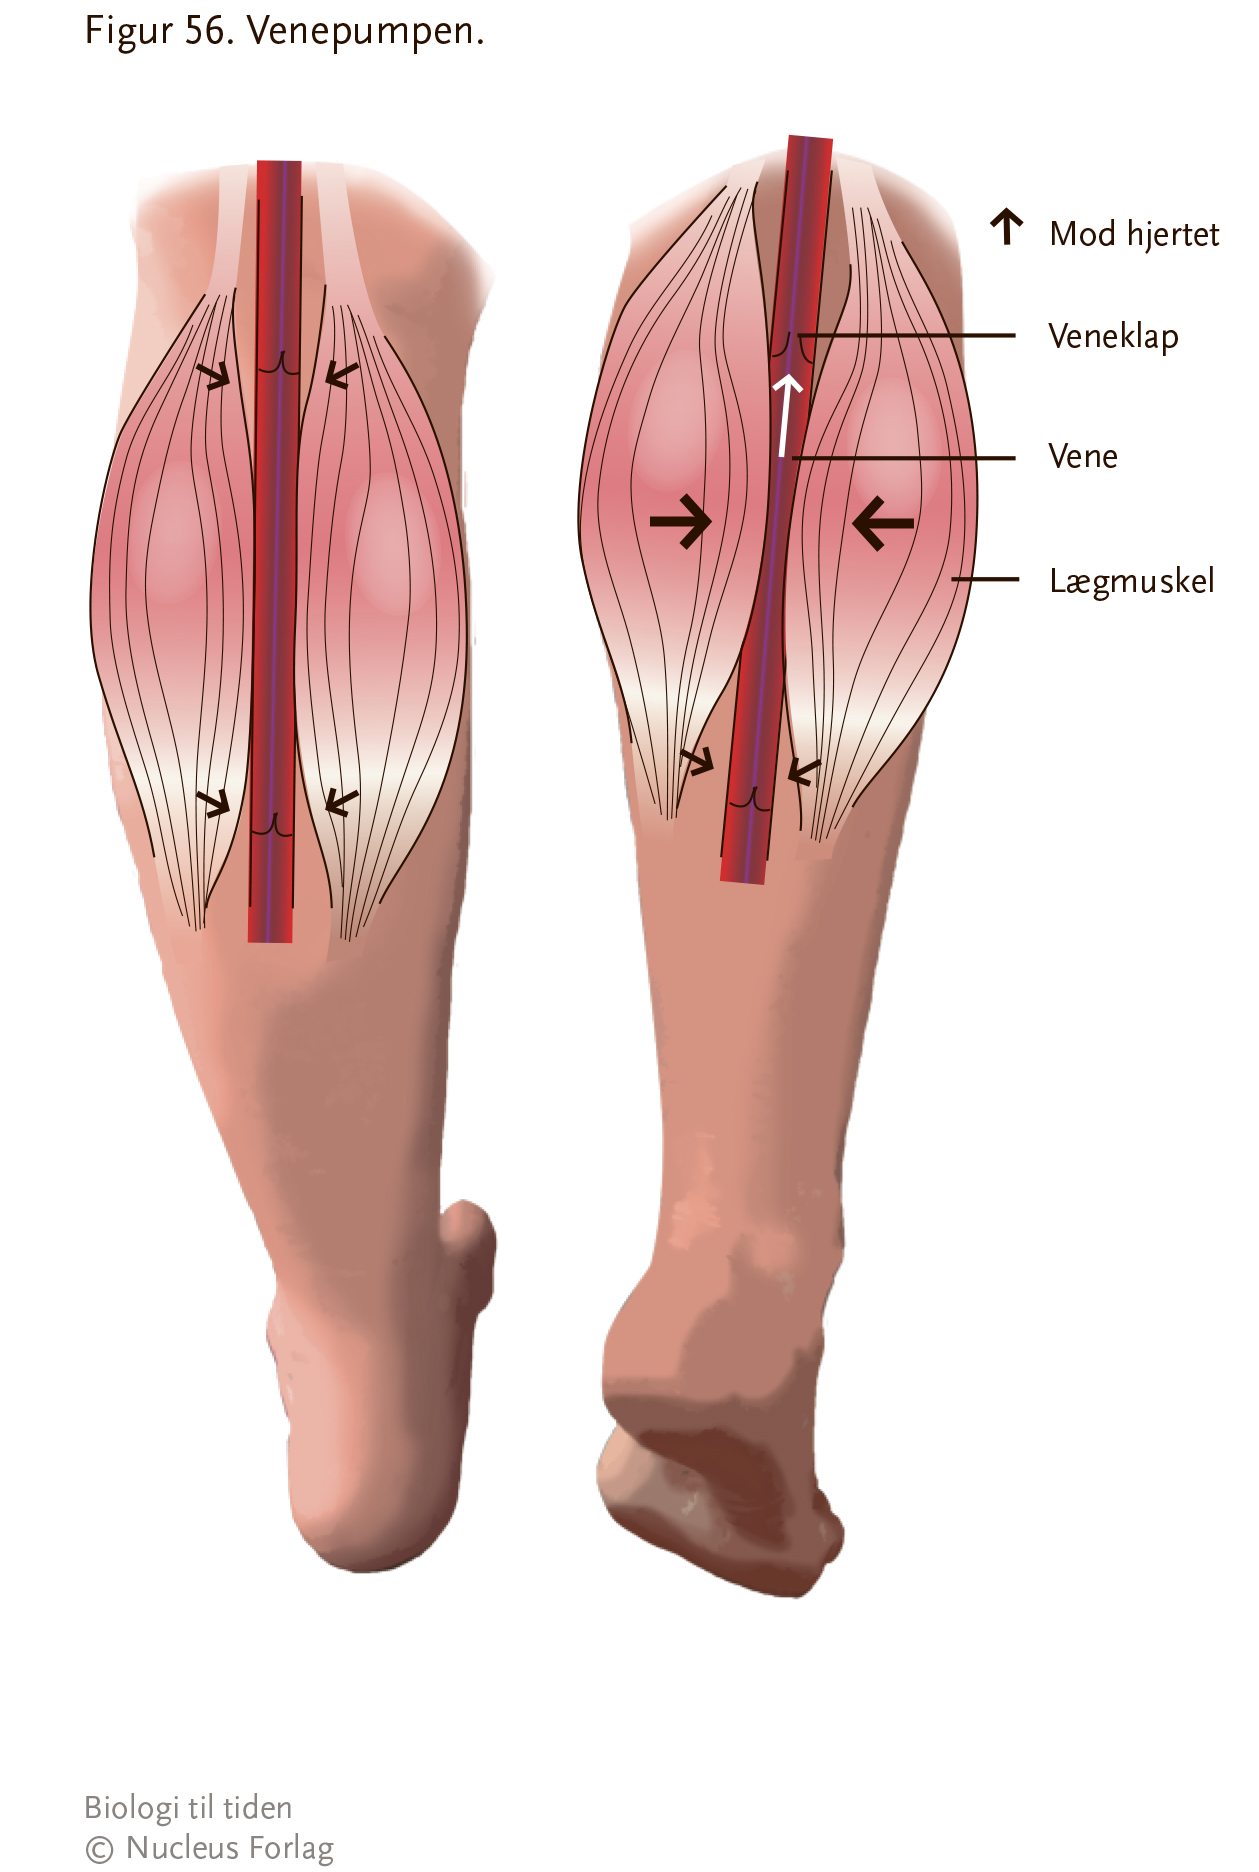 Figur 56. Venepumpen.
Mod hjertet
Veneklap
Vene
Lægmuskel
Biologi til tiden
© Nucleus Forlag